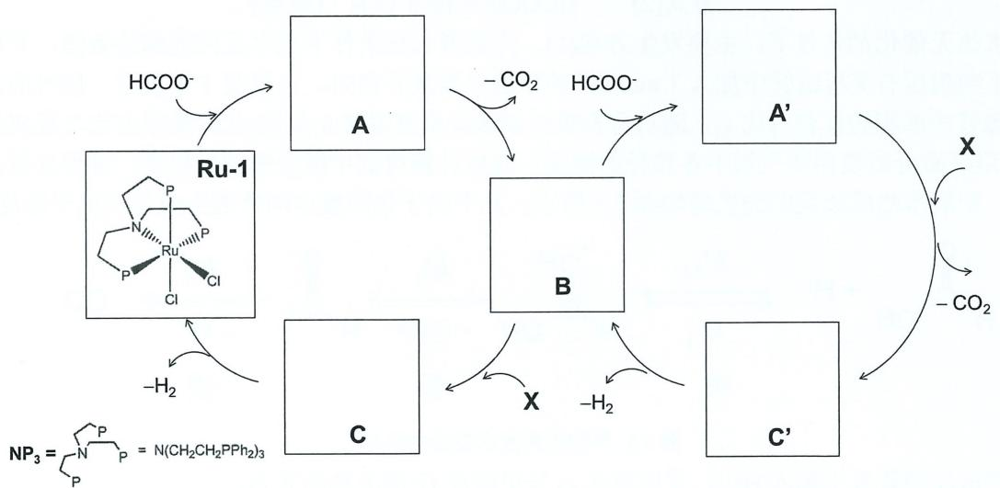 HCOO⁻
A
– CO₂
HCOO⁻
A'
X
– CO₂
Ru-1
P
N
P
Ru
P
Cl
Cl
B
C
–H₂
X
–H₂
C'
NP₃ = N P P P = N(CH₂CH₂PPh₂)₃